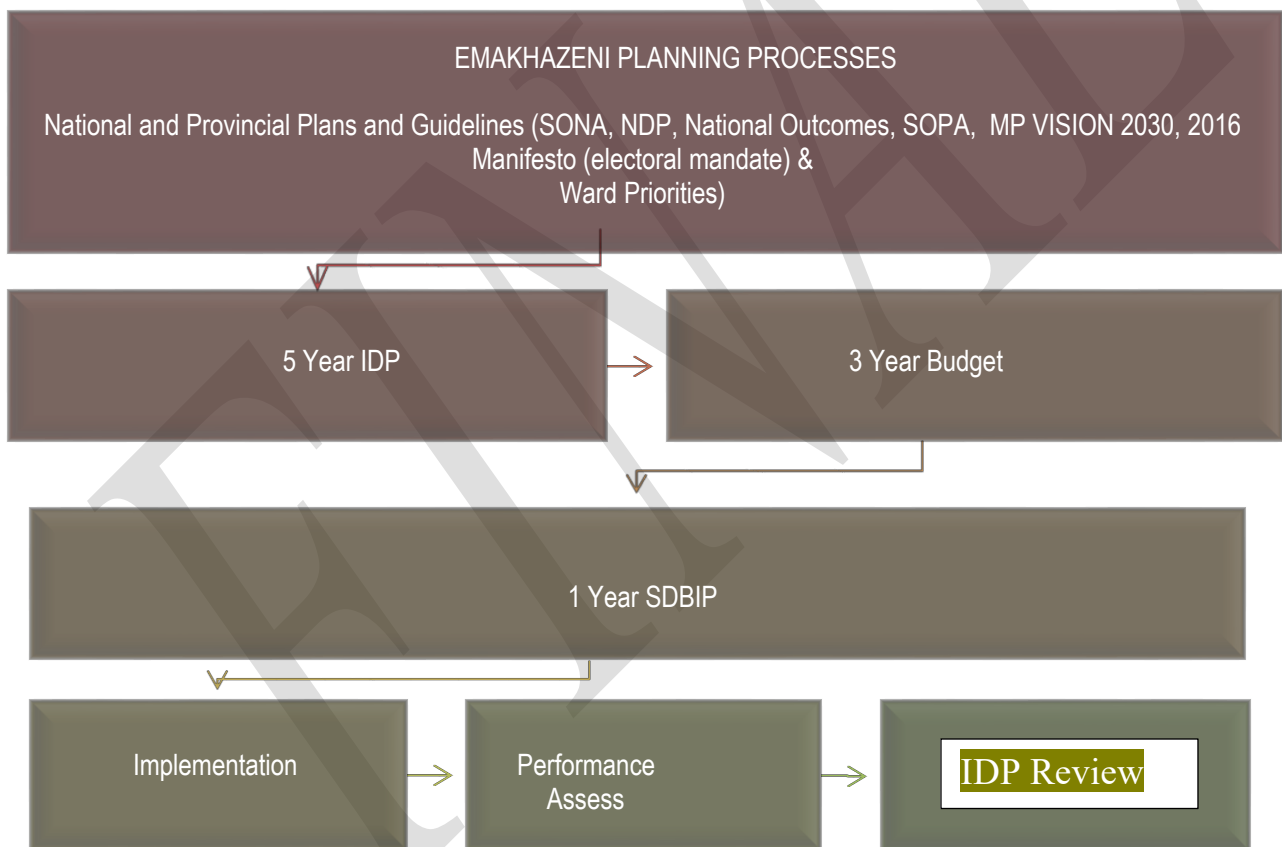 EMAKHAZENI PLANNING PROCESSES
National and Provincial Plans and Guidelines (SONA, NDP, National Outcomes, SOPA, MP VISION 2030, 2016
Manifesto (electoral mandate) &
Ward Priorities)
5 Year IDP
3 Year Budget
1 Year SDBIP
Implementation
Performance
Assess
IDP Review
FINAL